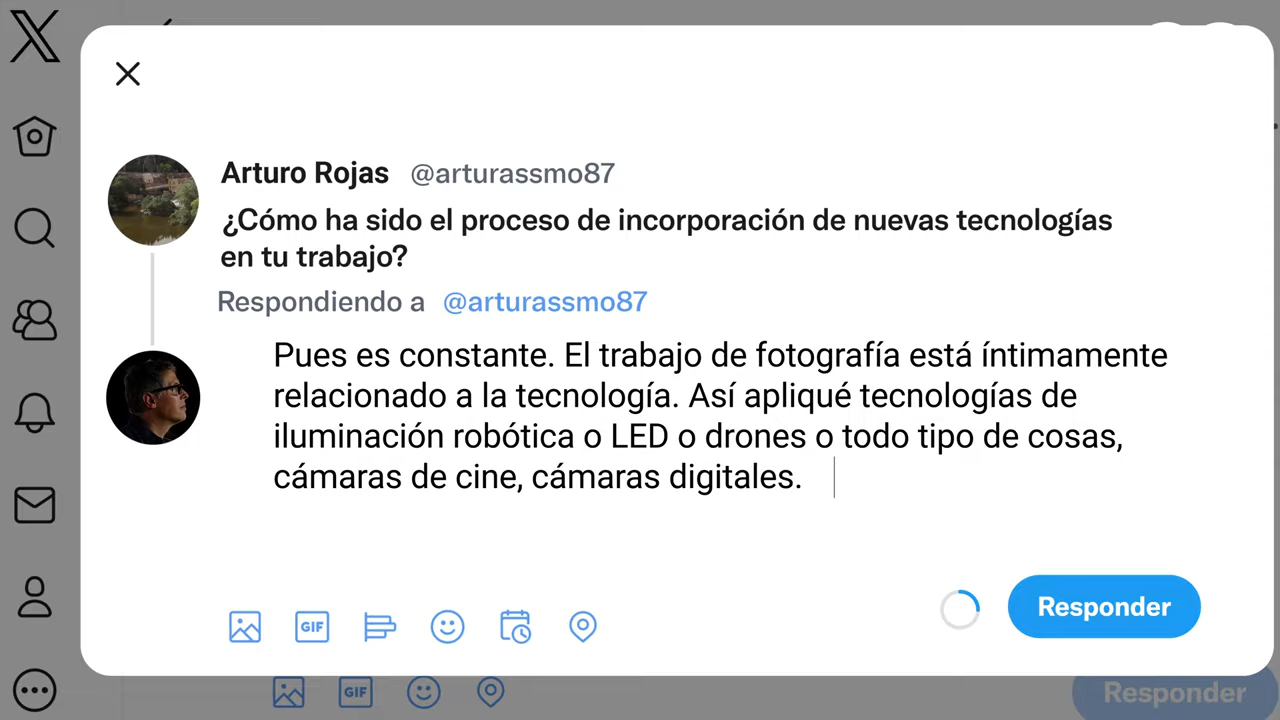 Arturo Rojas @arturassmo87
¿Cómo ha sido el proceso de incorporación de nuevas tecnologías
en tu trabajo?
Respondiendo a @arturassmo87
Pues es constante. El trabajo de fotografía está íntimamente
relacionado a la tecnología. Así apliqué tecnologías de
iluminación robótica o LED o drones o todo tipo de cosas,
cámaras de cine, cámaras digitales.
GIF
Responder
GIF
Responder